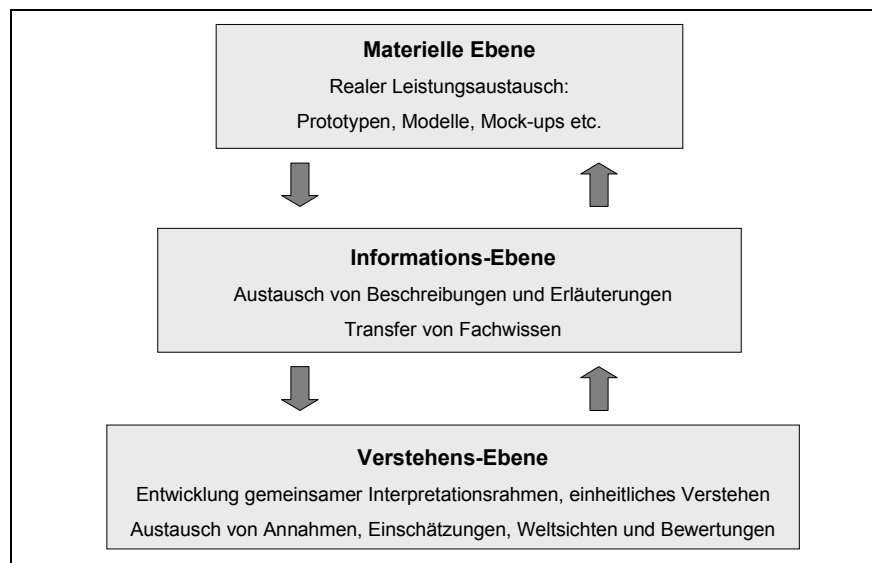 Materielle Ebene
Realer Leistungsaustausch:
Prototypen, Modelle, Mock-ups etc.
Informations-Ebene
Austausch von Beschreibungen und Erläuterungen
Transfer von Fachwissen
Verstehens-Ebene
Entwicklung gemeinsamer Interpretationsrahmen, einheitliches Verstehen
Austausch von Annahmen, Einschätzungen, Weltsichten und Bewertungen